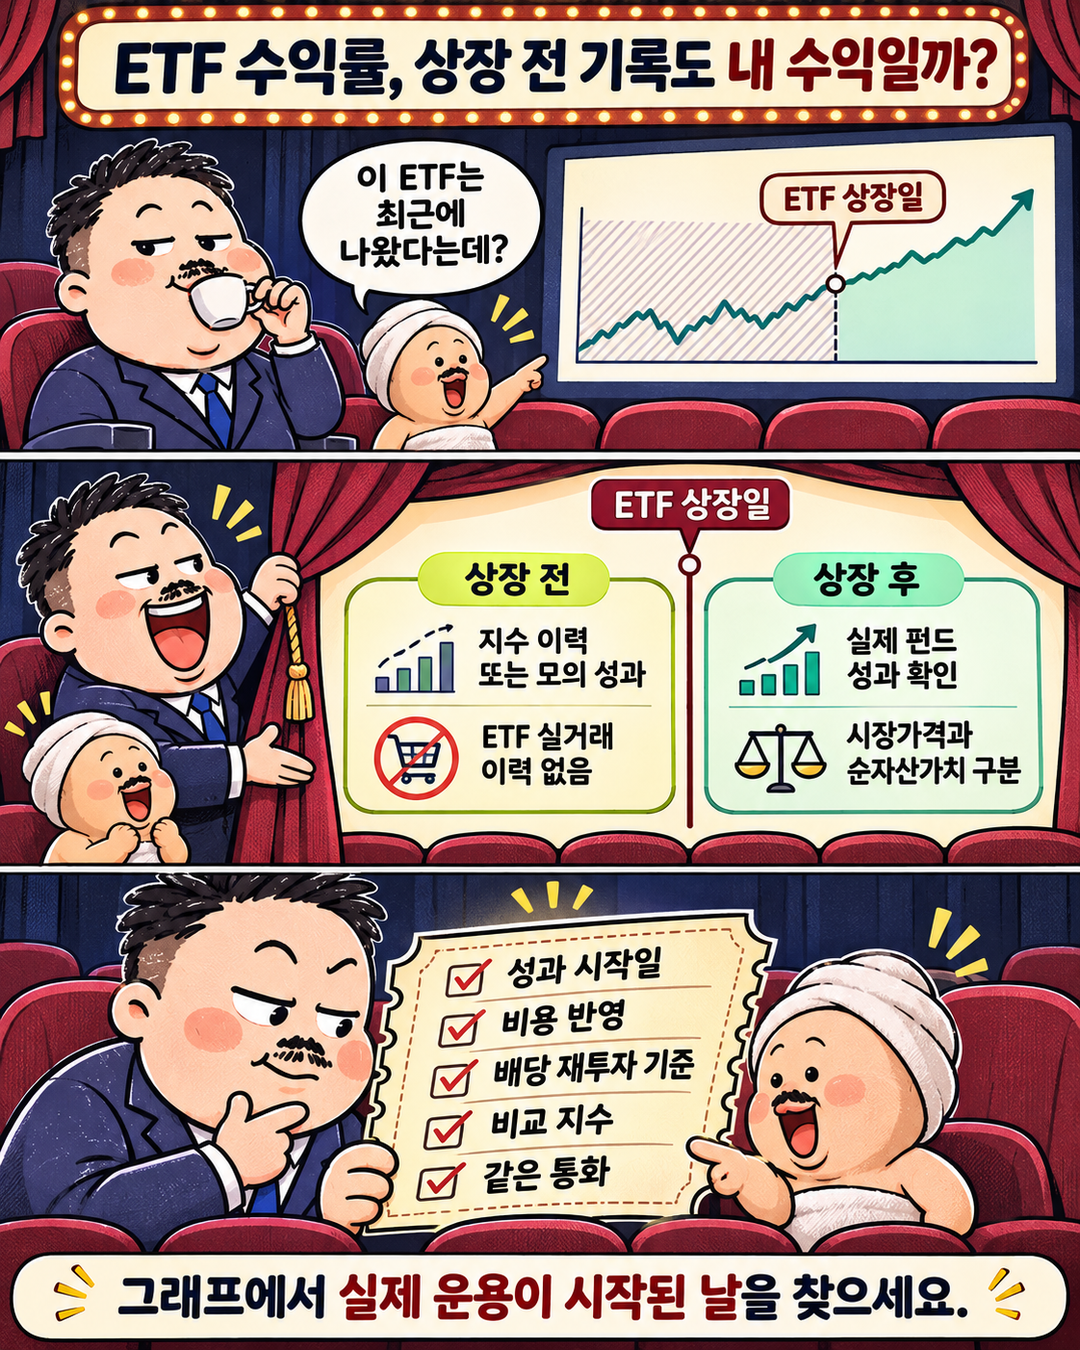 ETF 수익률, 상장 전 기록도 내 수익일까?
이 ETF는
최근에
나왔다는데?
ETF 상장일
ETF 상장일
상장 전
지수 이력
또는 모의 성과
ETF 실거래
이력 없음
상장 후
실제 펀드
성과 확인
시장가격과
순자산가치 구분
성과 시작일
비용 반영
배당 재투자 기준
비교 지수
같은 통화
그래프에서 실제 운용이 시작된 날을 찾으세요.